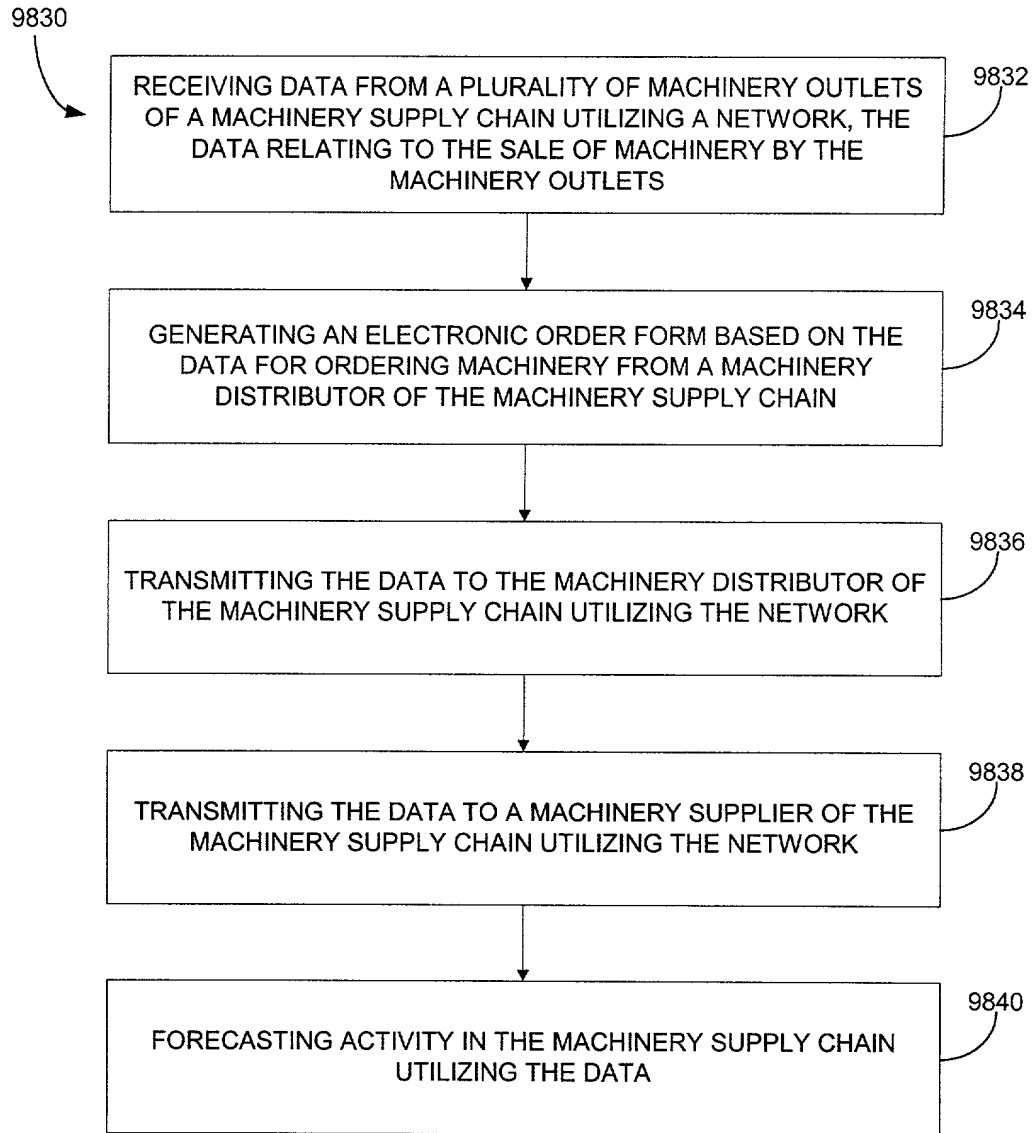 9830
9832
RECEIVING DATA FROM A PLURALITY OF MACHINERY OUTLETS
OF A MACHINERY SUPPLY CHAIN UTILIZING A NETWORK, THE
DATA RELATING TO THE SALE OF MACHINERY BY THE
MACHINERY OUTLETS
9834
GENERATING AN ELECTRONIC ORDER FORM BASED ON THE
DATA FOR ORDERING MACHINERY FROM A MACHINERY
DISTRIBUTOR OF THE MACHINERY SUPPLY CHAIN
9836
TRANSMITTING THE DATA TO THE MACHINERY DISTRIBUTOR OF
THE MACHINERY SUPPLY CHAIN UTILIZING THE NETWORK
9838
TRANSMITTING THE DATA TO A MACHINERY SUPPLIER OF THE
MACHINERY SUPPLY CHAIN UTILIZING THE NETWORK
9840
FORECASTING ACTIVITY IN THE MACHINERY SUPPLY CHAIN
UTILIZING THE DATA